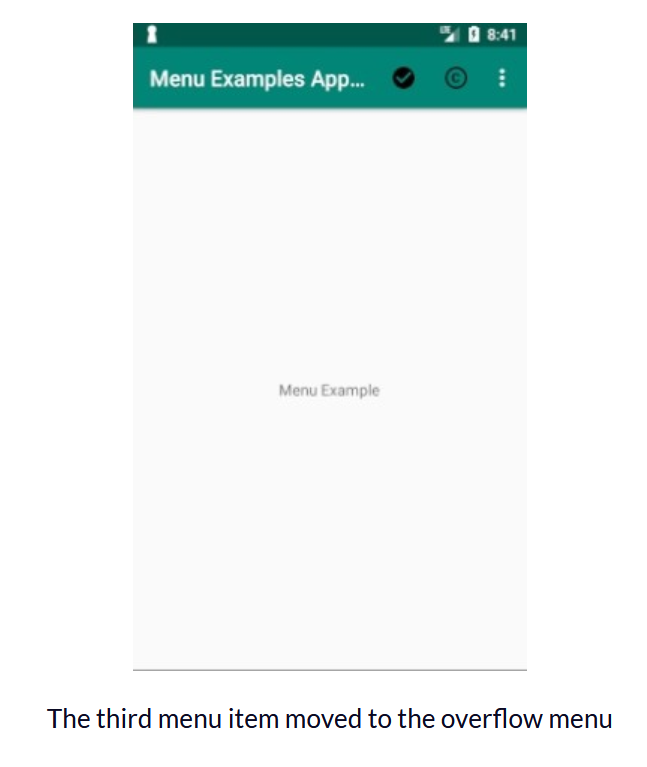 8:41
Menu Examples App...
Menu Example
The third menu item moved to the overflow menu